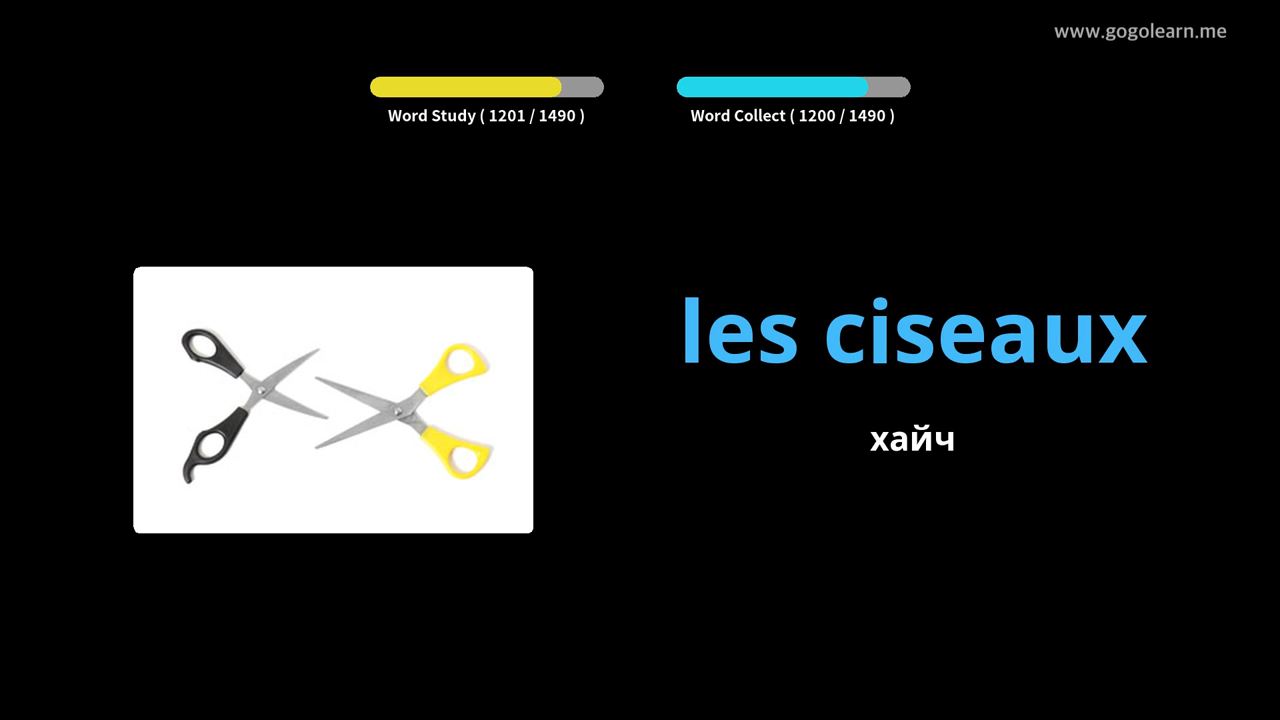 www.gogolearn.me
Word Study ( 1201 / 1490 )
Word Collect ( 1200 / 1490 )
les ciseaux
хайч